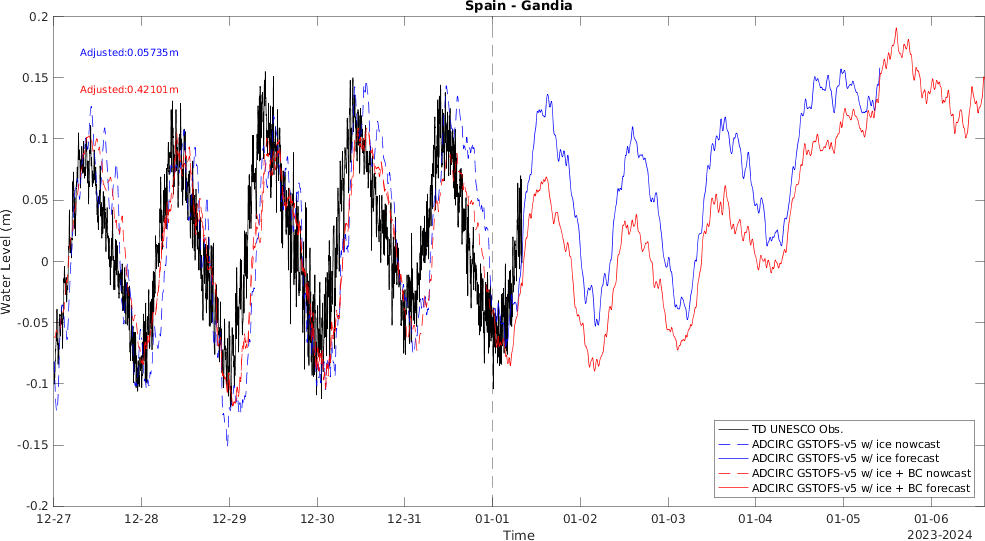 Spain - Gandia
0.2
0.15
0.1
0.05
0
-0.05
-0.1
-0.15
-0.2
Water Level (m)
Adjusted:0.05735m
Adjusted:0.42101m
TD UNESCO Obs.
ADCIRC GSTOFS-v5 w/ ice nowcast
ADCIRC GSTOFS-v5 w/ ice forecast
ADCIRC GSTOFS-v5 w/ ice + BC nowcast
ADCIRC GSTOFS-v5 w/ ice + BC forecast
12-27 12-28 12-29 12-30 12-31 01-01 01-02 01-03 01-04 01-05 01-06
Time
2023-2024